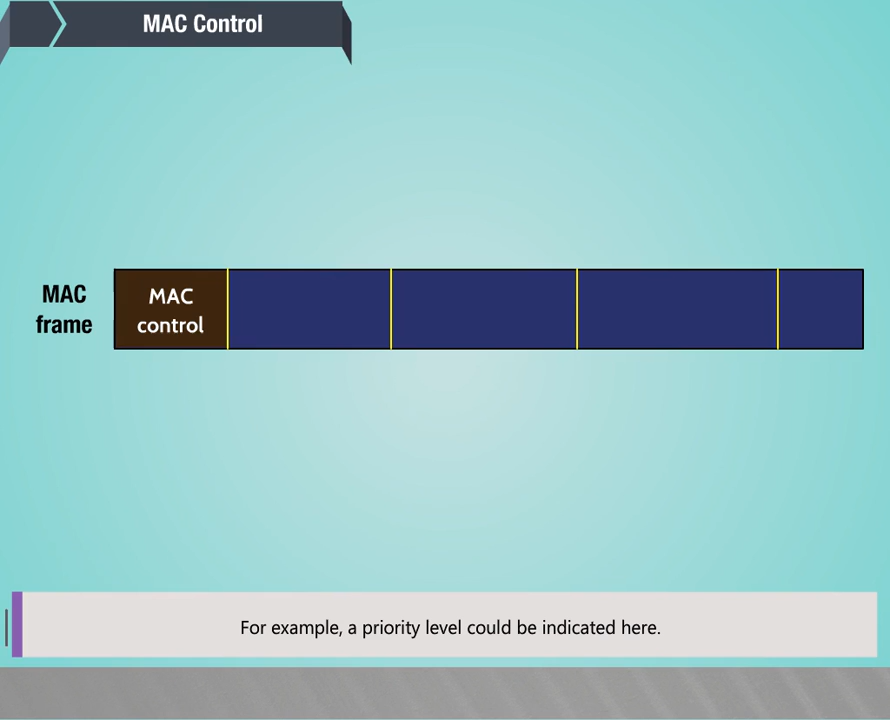 MAC Control
MAC
frame
MAC
control
For example, a priority level could be indicated here.